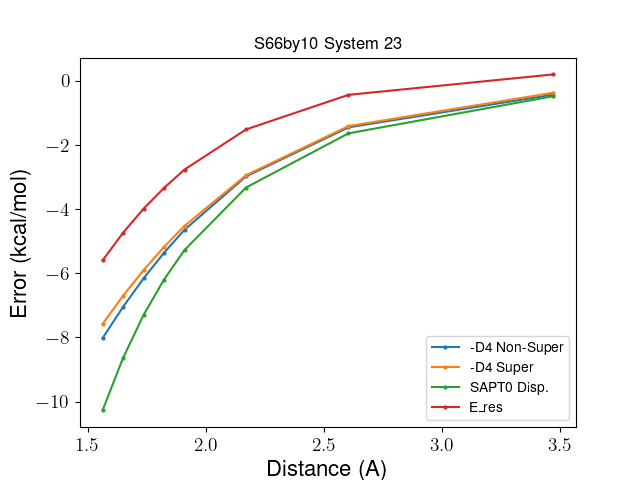 S66by10 System 23
Error (kcal/mol)
0
−2
−4
−6
−8
−10
1.5
2.0
2.5
3.0
3.5
Distance (A)
-D4 Non-Super
-D4 Super
SAPT0 Disp.
E_res